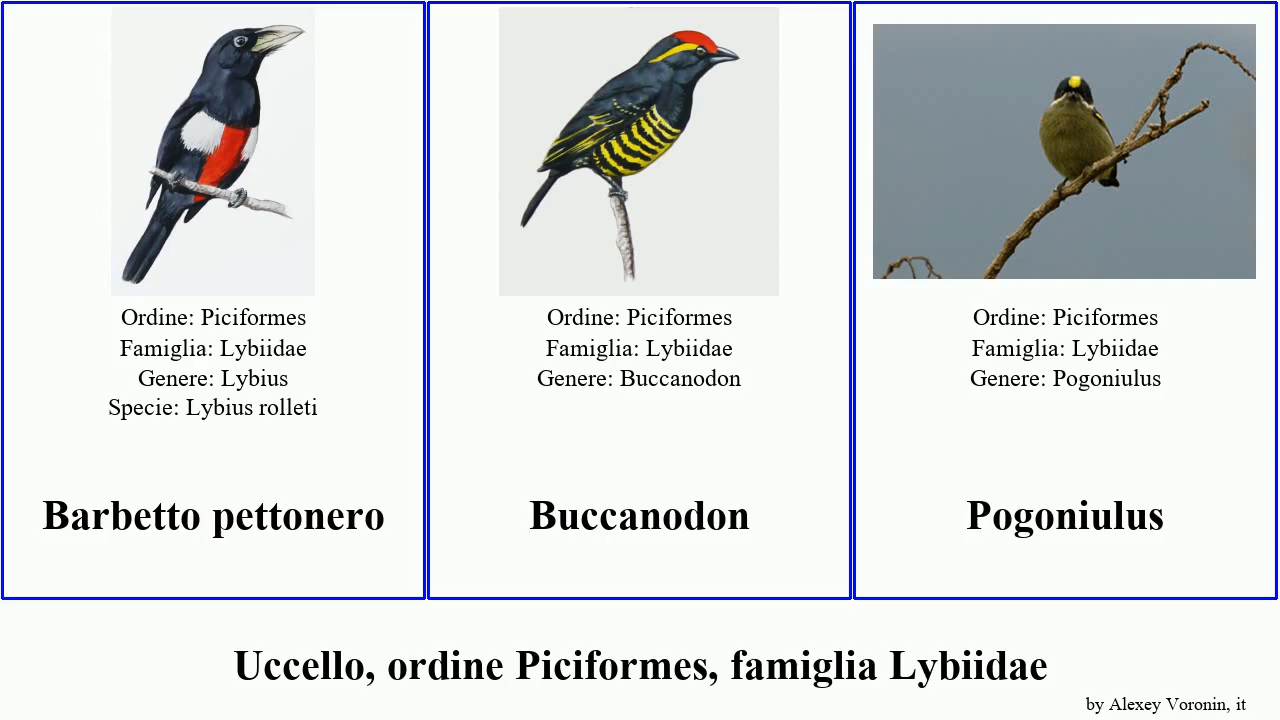 Ordine: Piciformes
Famiglia: Lybiidae
Genere: Lybius
Specie: Lybius rolleti
Barbetto pettonero
Ordine: Piciformes
Famiglia: Lybiidae
Genere: Buccanodon
Buccanodon
Ordine: Piciformes
Famiglia: Lybiidae
Genere: Pogoniulus
Pogoniulus
Uccello, ordine Piciformes, famiglia Lybiidae
by Alexey Voronin, it